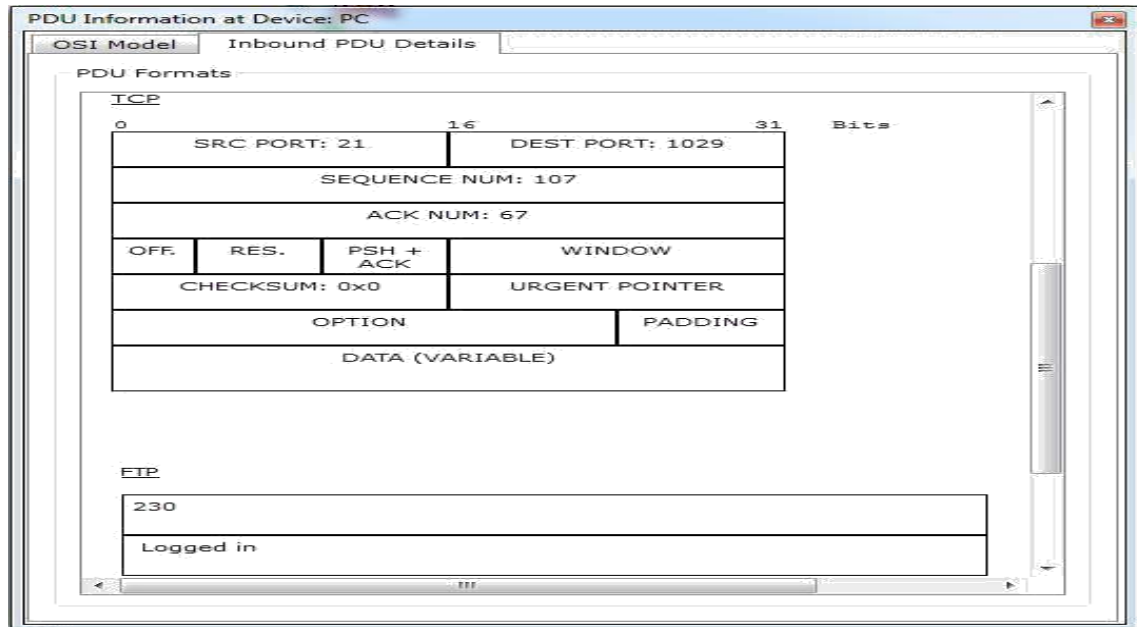 PDU Information at Device: PC
OSI Model Inbound PDU Details
PDU Formats
TCP
0 16 31 Bits
SRC PORT: 21 DEST PORT: 1029
SEQUENCE NUM: 107
ACK NUM: 67
OFF. RES. PSH + ACK WINDOW
CHECKSUM: 0x0 URGENT POINTER
OPTION PADDING
DATA (VARIABLE)
FTP
230
Logged in